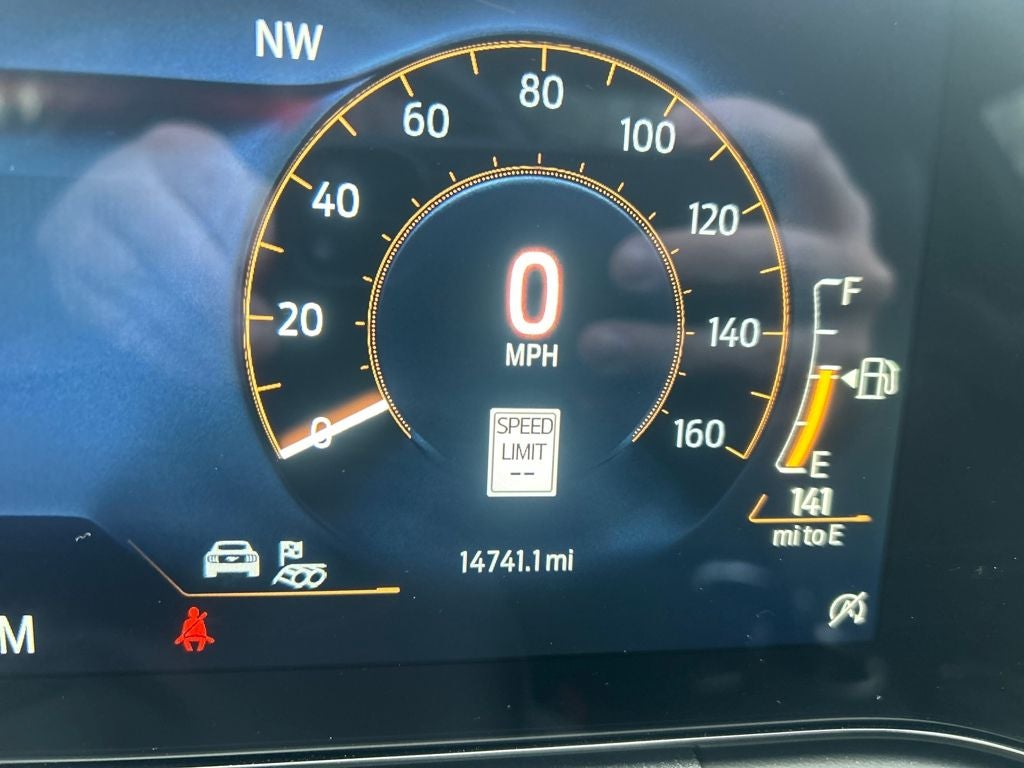 NW
80
60
100
40
120
0
F
20
140
MPH
0
SPEED
LIMIT
--
160
E
141
mi to E
14741.1 mi
M